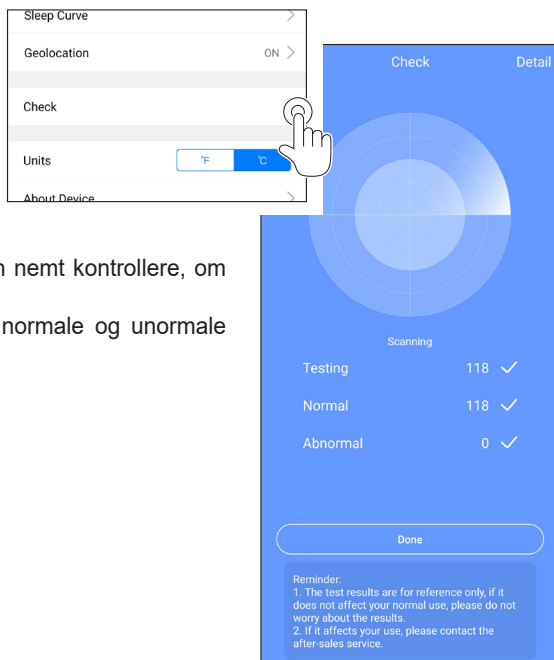 Sleep Curve
Geolocation ON
Check
Units °F °C
About Device
nemt kontrollere, om
normale og unormale
Check Detail
Scanning
Testing 118
Normal 118
Abnormal 0
Done
Reminder:
1. The test results are for reference only, if it
does not affect your normal use, please do not
worry about the results.
2. If it affects your use, please contact the
after-sales service.